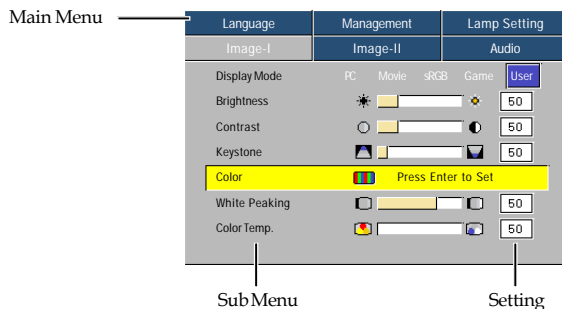 Main Menu
Language Management Lamp Setting
Image-I Image-II Audio
Display Mode PC Movie sRGB Game User
Brightness 50
Contrast 50
Keystone 50
Color Press Enter to Set
White Peaking 50
Color Temp. 50
Sub Menu Setting